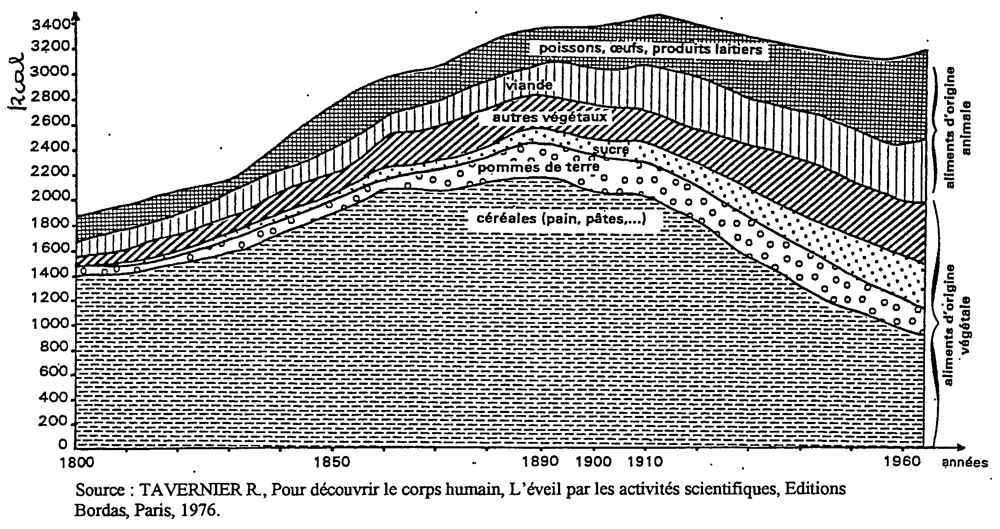 kcal
3400
3200
3000
2800
2600
2400
2200
2000
1800
1600
1400
1200
1000
800
600
400
200
0
poissons, œufs, produits laitiers
viande
autres végétaux
sucre
pommes de terre
céréales (pain, pâtes,...)
aliments d'origine
animale
aliments d'origine
végétale
1800 1850 1890 1900 1910 1960 années
Source : TAVERNIER R., Pour découvrir le corps humain, L'éveil par les activités scientifiques, Editions
Bordas, Paris, 1976.